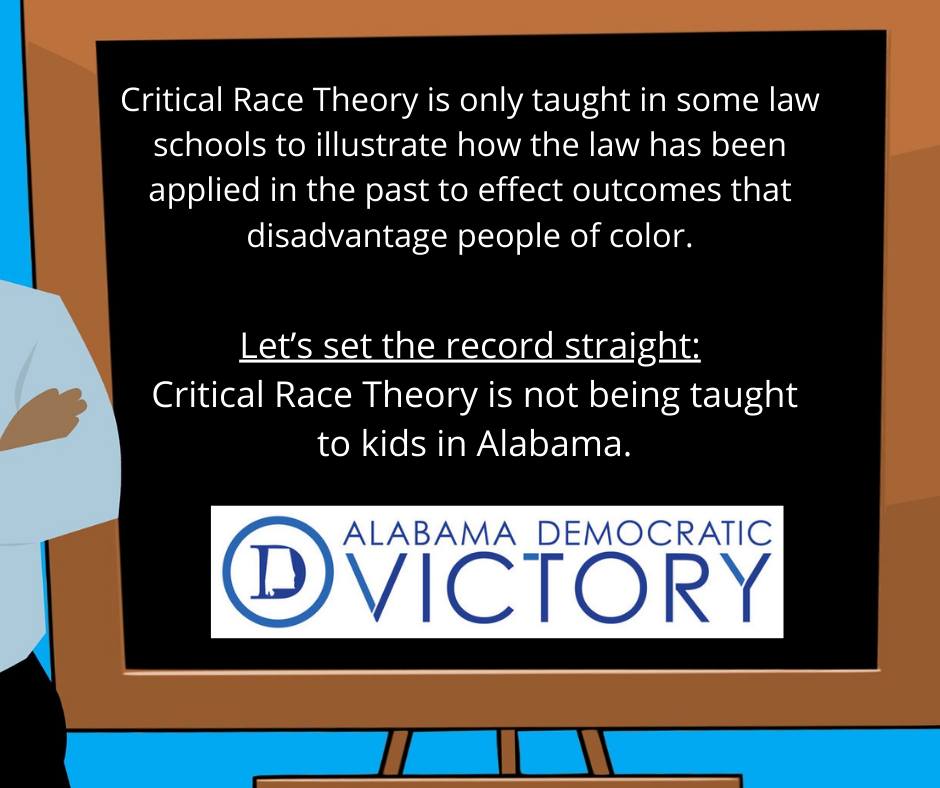 Critical Race Theory is only taught in some law
schools to illustrate how the law has been
applied in the past to effect outcomes that
disadvantage people of color.
Let’s set the record straight:
Critical Race Theory is not being taught
to kids in Alabama.
D
ALABAMA DEMOCRATIC
VICTORY